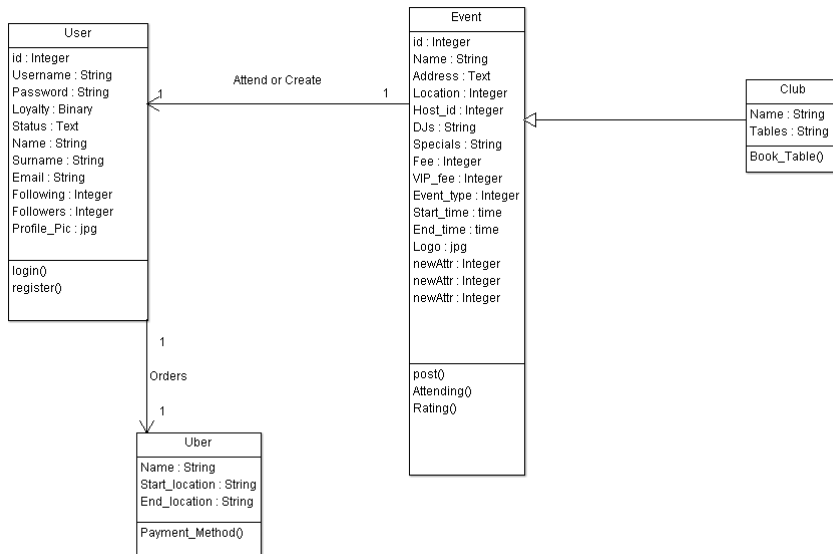 User
id : Integer
Username : String
Password : String
Loyalty : Binary
Status : Text
Name : String
Surname : String
Email : String
Following : Integer
Followers : Integer
Profile_Pic : jpg
login()
register()
1
Attend or Create
1
Event
id : Integer
Name : String
Address : Text
Location : Integer
Host_id : Integer
DJs : String
Specials : String
Fee : Integer
VIP_fee : Integer
Event_type : Integer
Start_time : time
End_time : time
Logo : jpg
newAttr : Integer
newAttr : Integer
newAttr : Integer
post()
Attending()
Rating()
Club
Name : String
Tables : String
Book_Table()
1
Orders
1
Uber
Name : String
Start_location : String
End_location : String
Payment_Method()